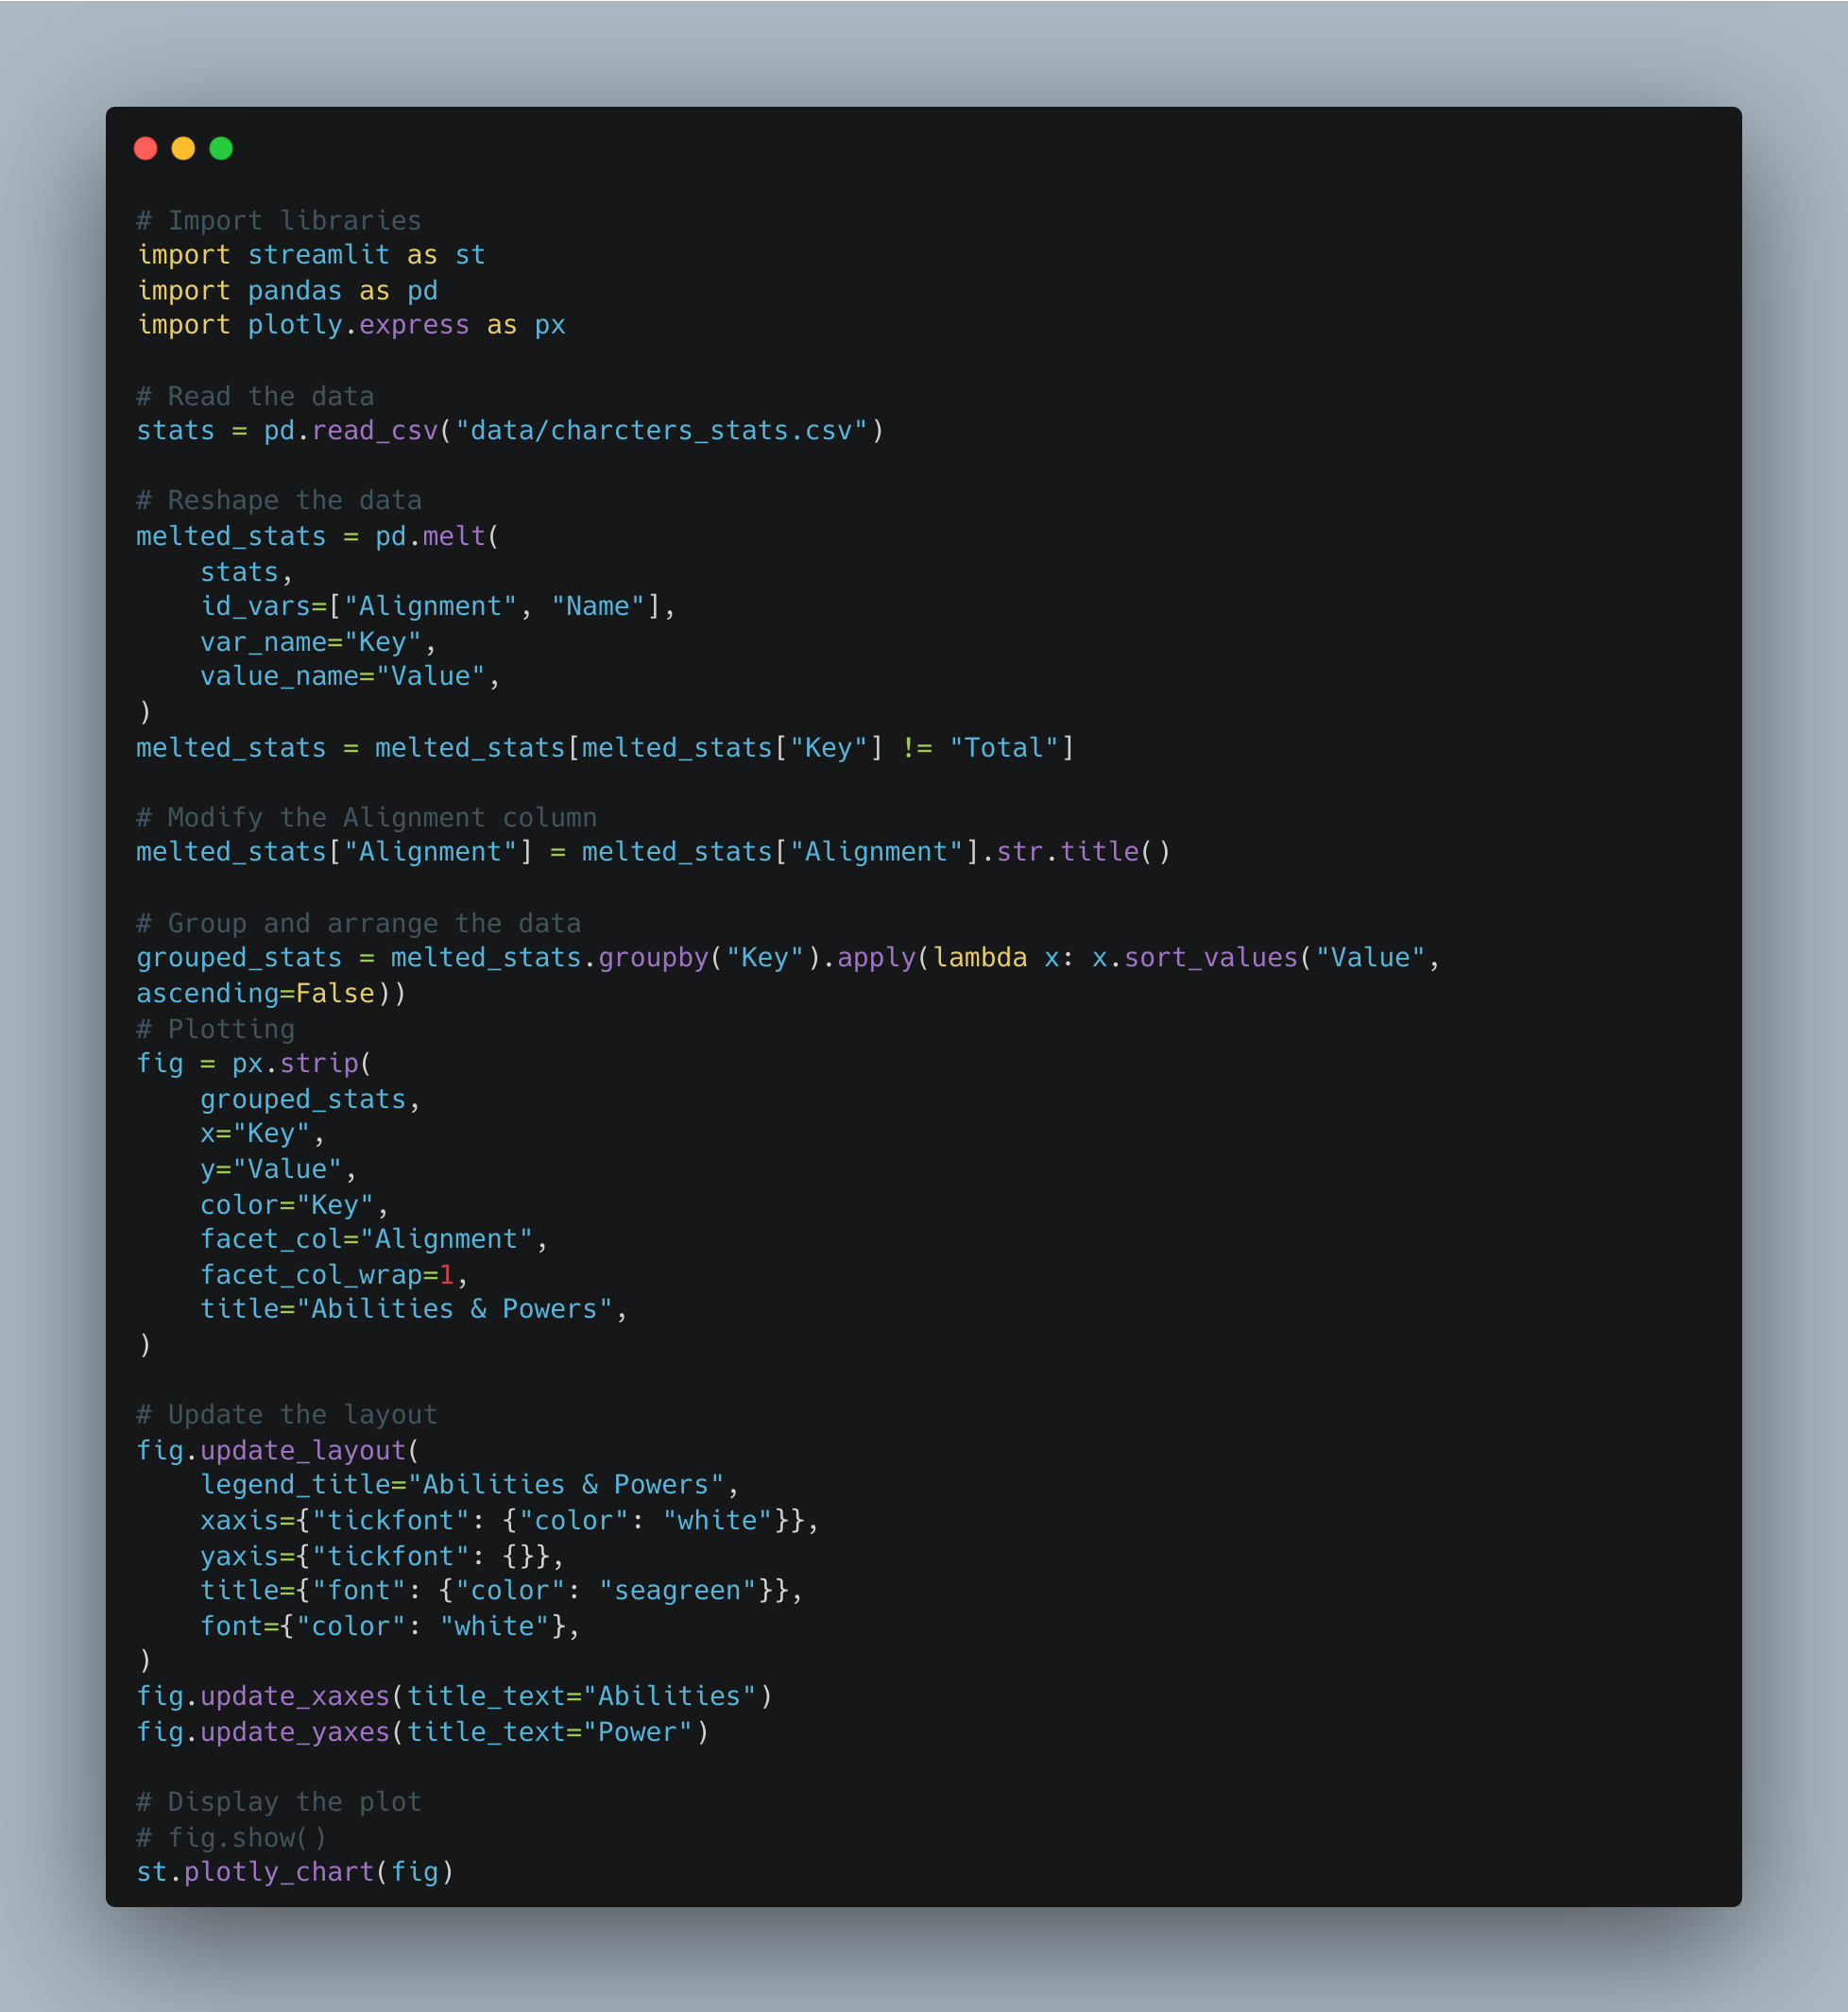 # Import libraries
import streamlit as st
import pandas as pd
import plotly.express as px

# Read the data
stats = pd.read_csv("data/charcters_stats.csv")

# Reshape the data
melted_stats = pd.melt(
    stats,
    id_vars=["Alignment", "Name"],
    var_name="Key",
    value_name="Value",
)
melted_stats = melted_stats[melted_stats["Key"] != "Total"]

# Modify the Alignment column
melted_stats["Alignment"] = melted_stats["Alignment"].str.title()

# Group and arrange the data
grouped_stats = melted_stats.groupby("Key").apply(lambda x: x.sort_values("Value",
ascending=False))
# Plotting
fig = px.strip(
    grouped_stats,
    x="Key",
    y="Value",
    color="Key",
    facet_col="Alignment",
    facet_col_wrap=1,
    title="Abilities & Powers",
)

# Update the layout
fig.update_layout(
    legend_title="Abilities & Powers",
    xaxis={"tickfont": {"color": "white"}},
    yaxis={"tickfont": {}},
    title={"font": {"color": "seagreen"}},
    font={"color": "white"},
)
fig.update_xaxes(title_text="Abilities")
fig.update_yaxes(title_text="Power")

# Display the plot
# fig.show()
st.plotly_chart(fig)